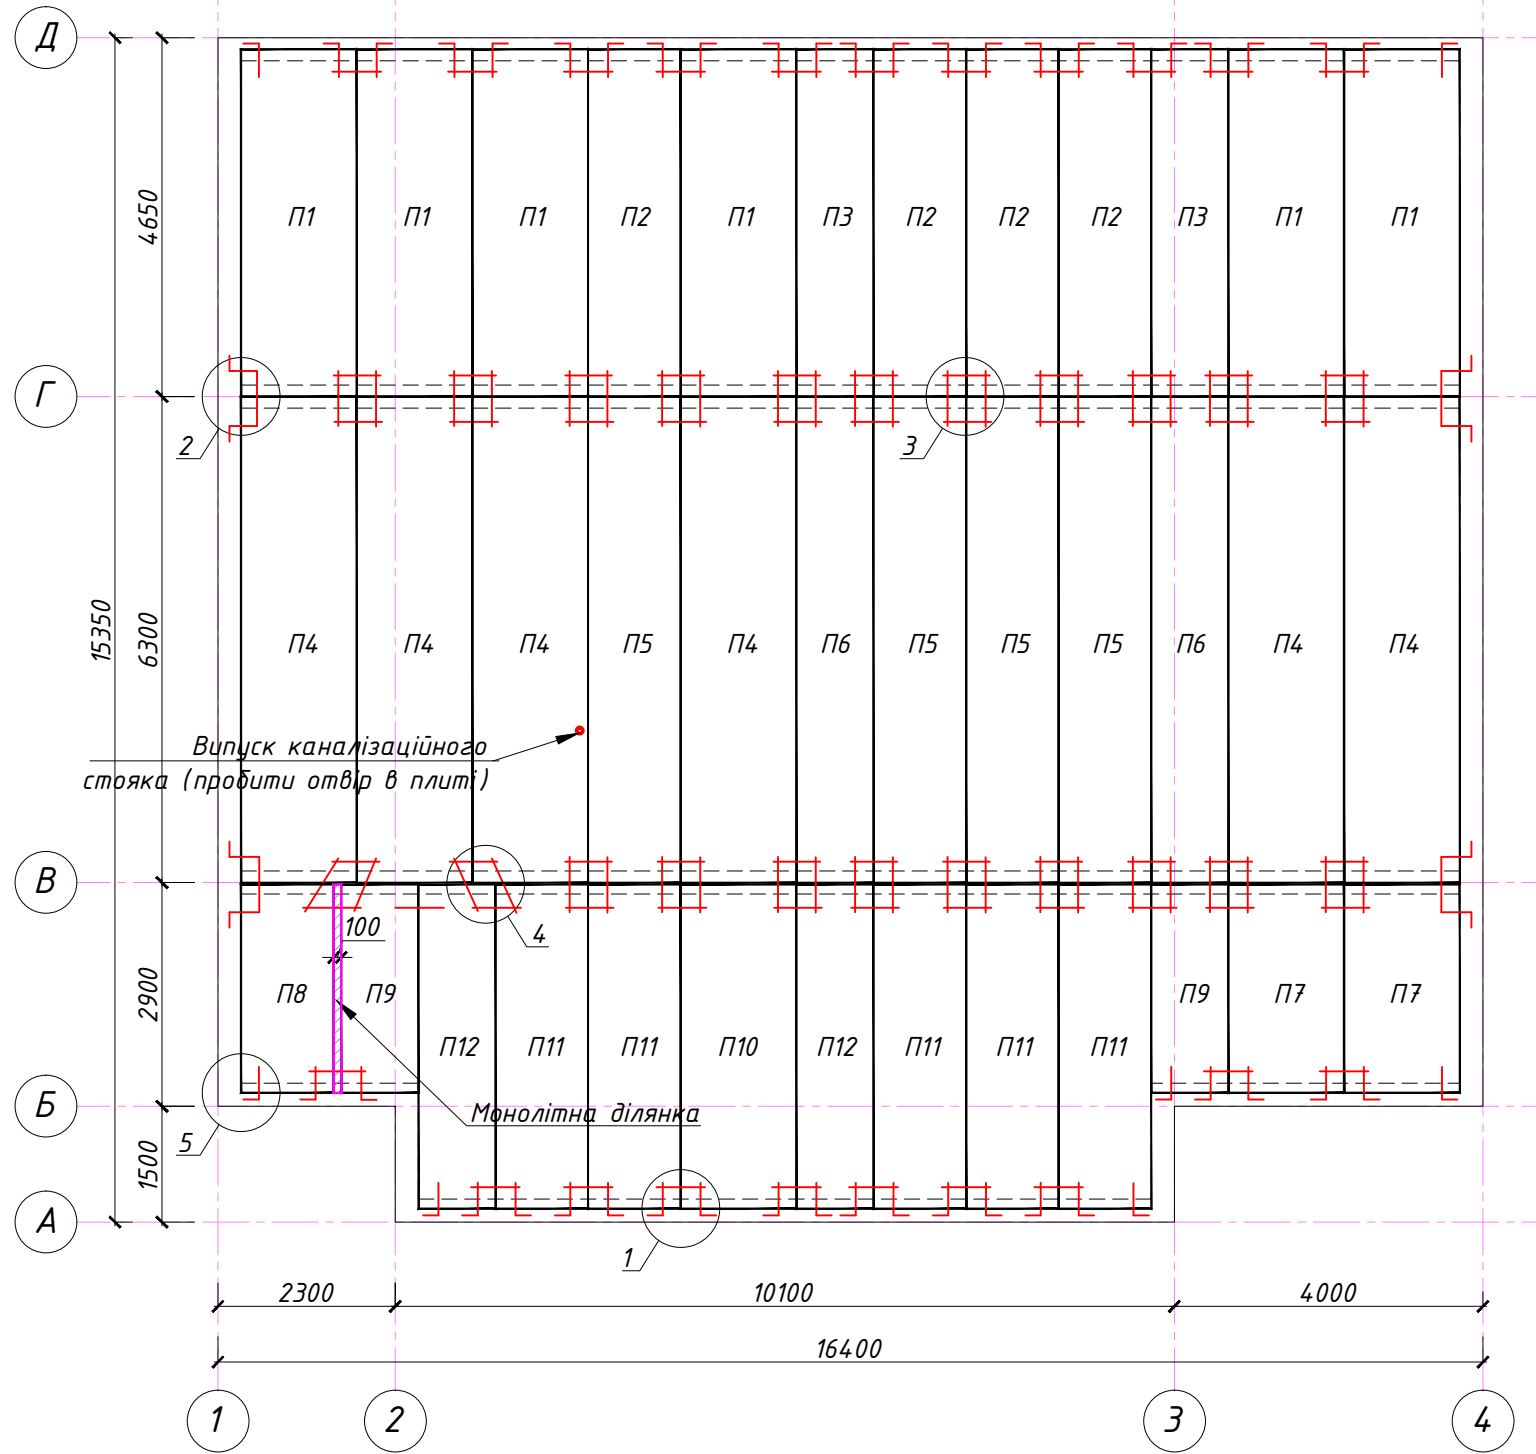 Д
4650
П1 П1 П1 П2 П1 П3 П2 П2 П2 П3 П1 П1
Г
2 3
15350
6300
П4 П4 П4 П5 П4 П6 П5 П5 П5 П6 П4 П4
Випуск каналізаційного
стояка (пробити отвір в плиті)
В
100
4
2900
П8 П9 П9 П7 П7
П12 П11 П11 П10 П12 П11 П11 П11
Б
Монолітна ділянка
5
1500
А
1
2300 10100 4000
16400
1 2 3 4